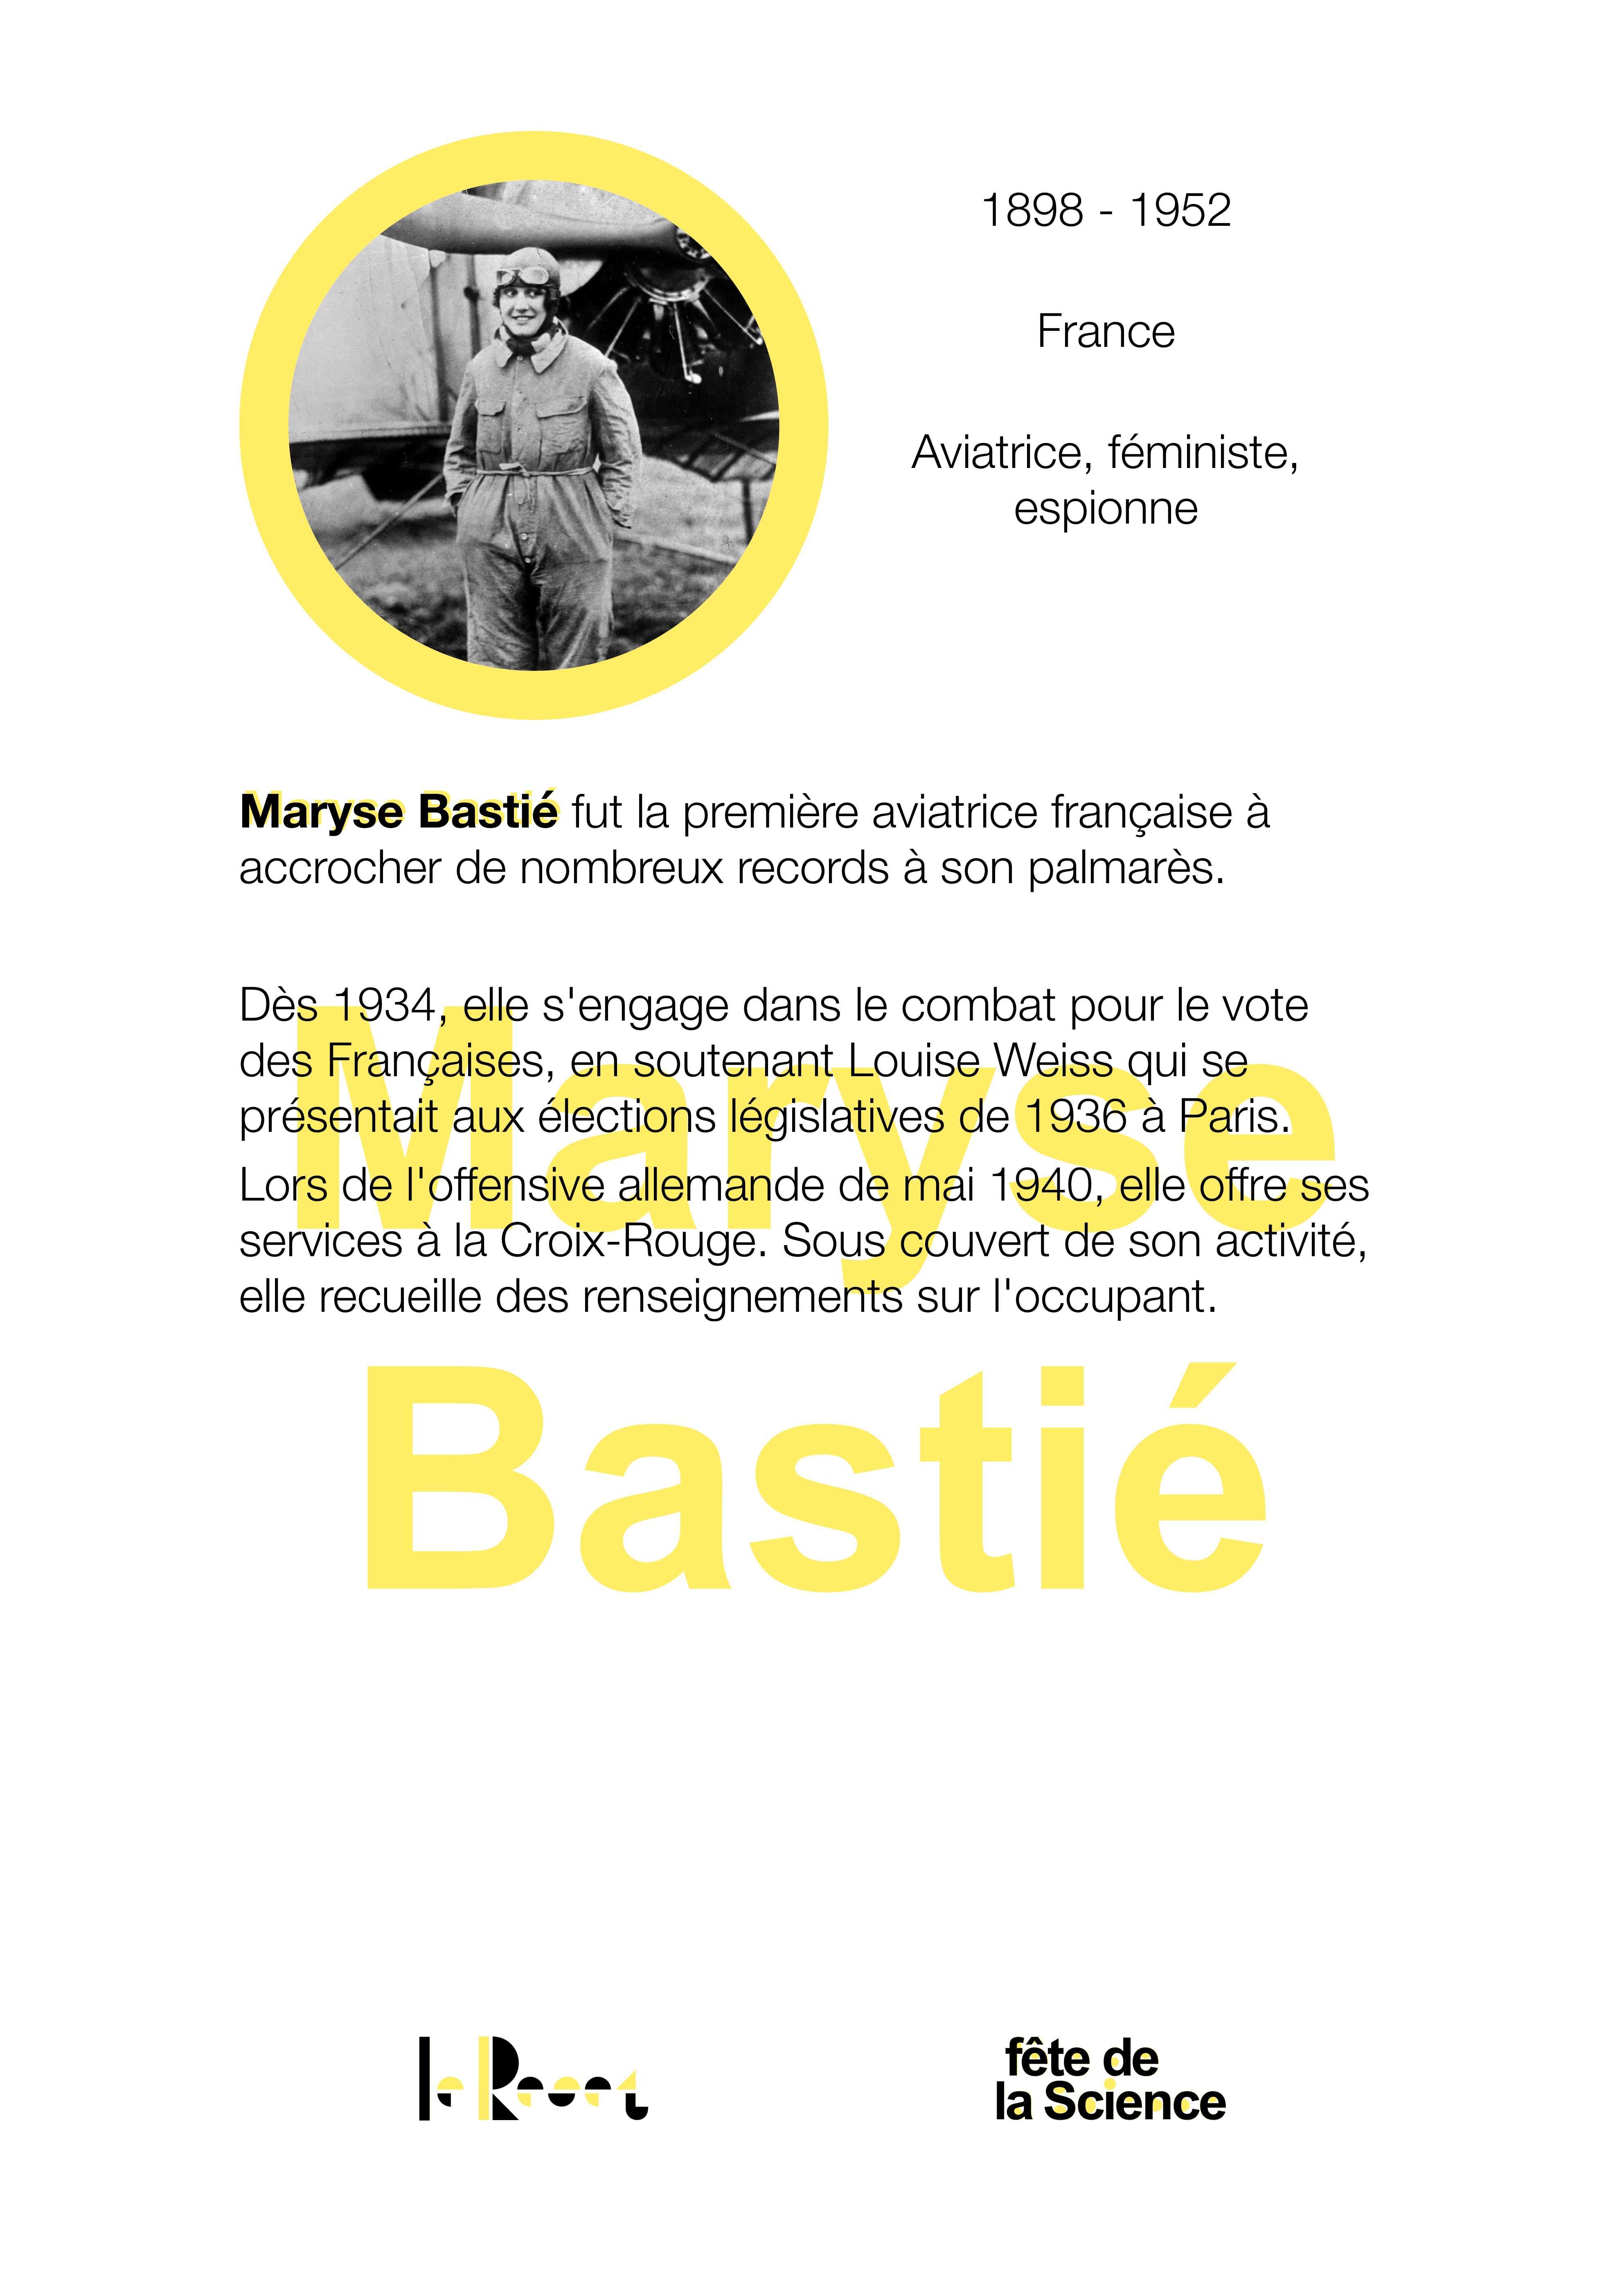 1898 - 1952
France
Aviatrice, féministe,
espionne
Maryse Bastié fut la première aviatrice française à
accrocher de nombreux records à son palmarès.
Dès 1934, elle s'engage dans le combat pour le vote
des Françaises, en soutenant Louise Weiss qui se
présentait aux élections législatives de 1936 à Paris.
Lors de l'offensive allemande de mai 1940, elle offre ses
services à la Croix-Rouge. Sous couvert de son activité,
elle recueille des renseignements sur l'occupant.
Maryse
Bastié
le Reset
fête de
la Science